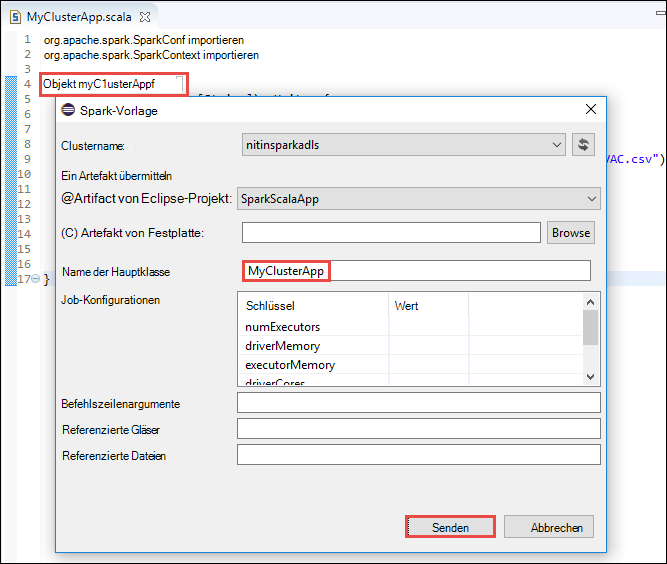 MyClusterApp.scala
1 org.apache.spark.SparkConf importieren
2 org.apache.spark.SparkContext importieren
3
4 Objekt myC1usterAppf
5
6
7
8
9 VAC.csv")
10
11
12
13
14
15
16
17 }
Spark-Vorlage
Clustername: nitinsparkadls
Ein Artefakt übermitteln
@Artifact von Eclipse-Projekt: SparkScalaApp
(C) Artefakt von Festplatte: Browse
Name der Hauptklasse MyClusterApp
Job-Konfigurationen
Schlüssel Wert
numExecutors
driverMemory
executorMemory
driverCores
Befehlszeilenargumente
Referenzierte Gläser
Referenzierte Dateien
Senden Abbrechen